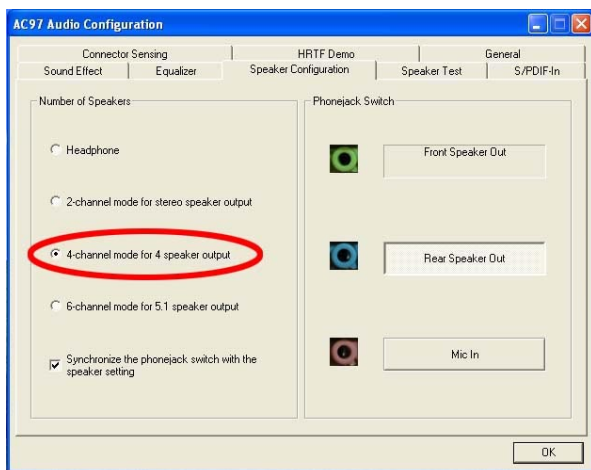 AC97 Audio Configuration
Connector Sensing
HRTF Demo
General
Sound Effect
Equalizer
Speaker Configuration
Speaker Test
S/PDIF-In
Number of Speakers
Headphone
2-channel mode for stereo speaker output
4-channel mode for 4 speaker output
6-channel mode for 5.1 speaker output
Synchronize the phonejack switch with the
speaker setting
Phonejack Switch
Front Speaker Out
Rear Speaker Out
Mic In
OK